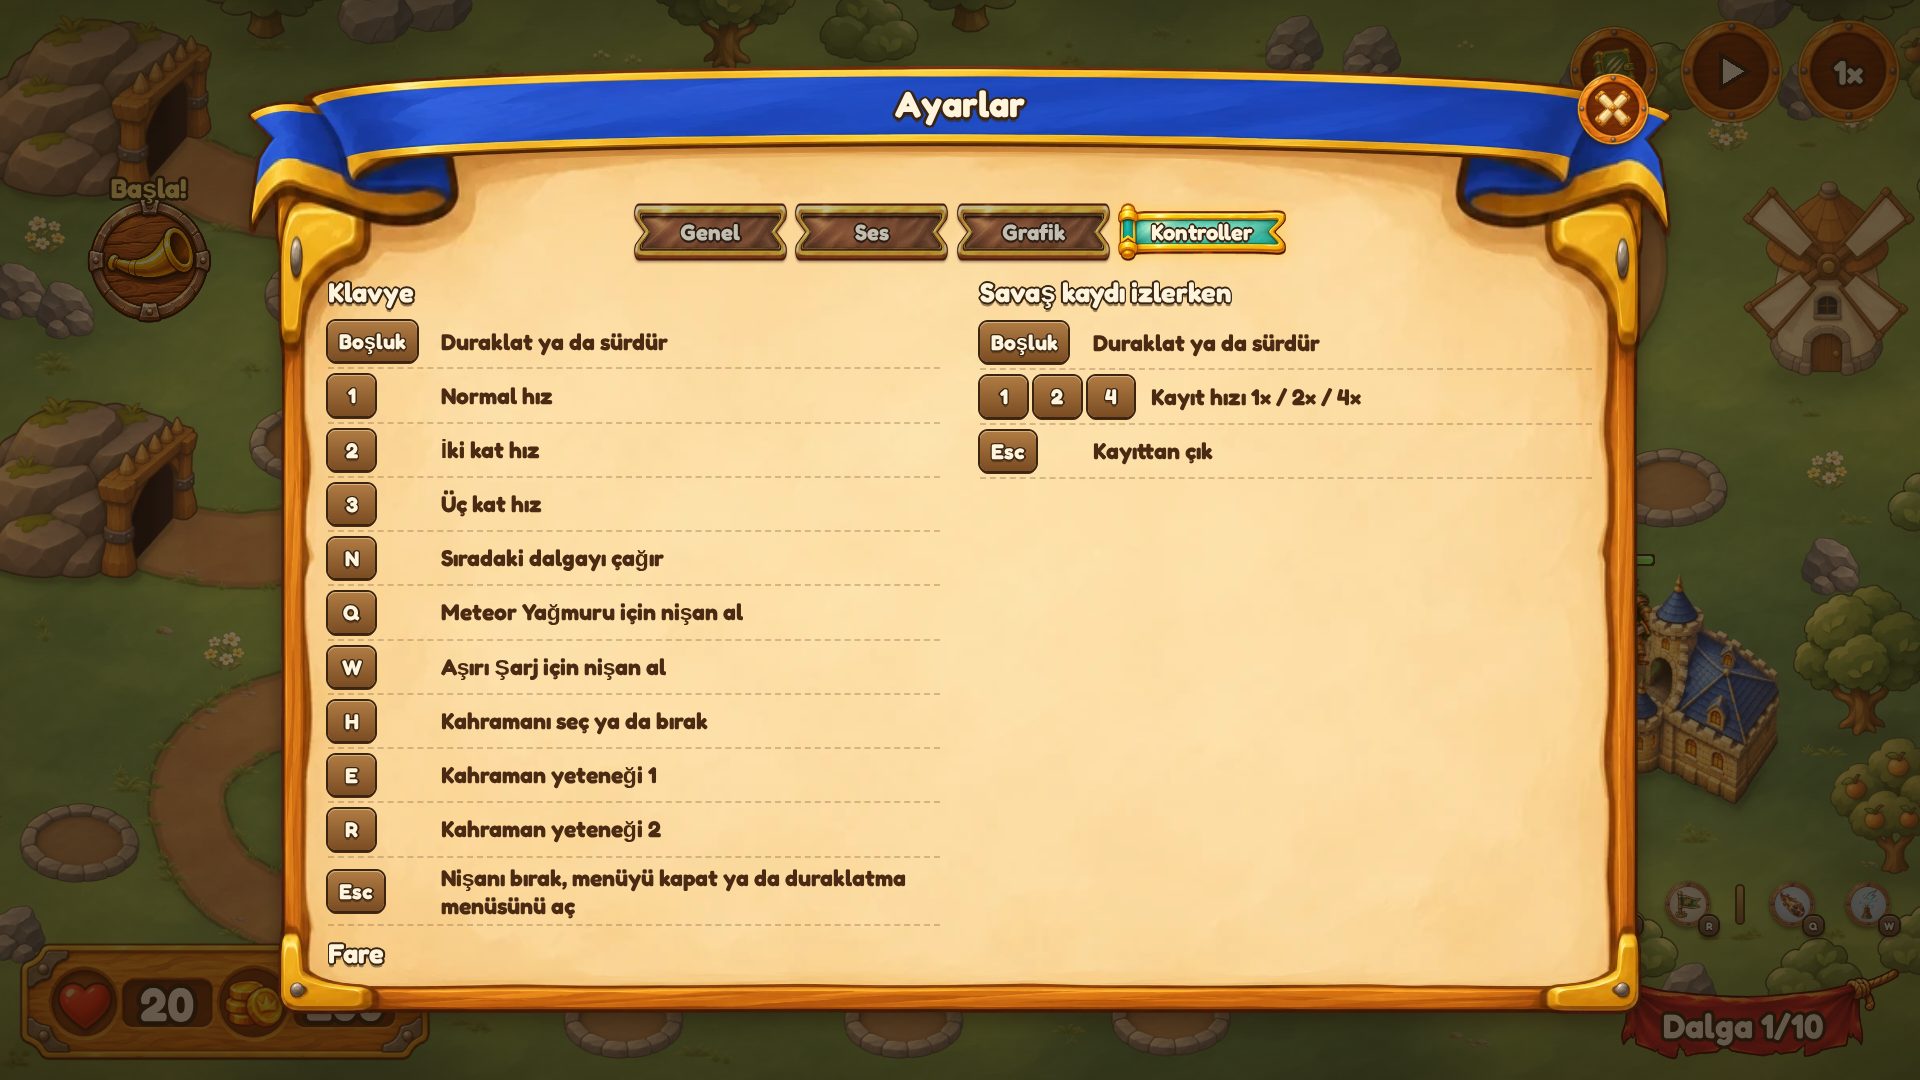 Ayarlar
1x
Başla!
Genel
Ses
Grafik
Kontroller
Klavye
Boşluk Duraklat ya da sürdür
1 Normal hız
2 İki kat hız
3 Üç kat hız
N Sıradaki dalgayı çağır
Q Meteor Yağmuru için nişan al
W Aşırı Şarj için nişan al
H Kahramanı seç ya da bırak
E Kahraman yeteneği 1
R Kahraman yeteneği 2
Esc Nişanı bırak, menüyü kapat ya da duraklatma
menüsünü aç
Fare
Savaş kaydı izlerken
Boşluk Duraklat ya da sürdür
1 2 4 Kayıt hızı 1x / 2x / 4x
Esc Kayıttan çık
R
Q
W
20
Dalga 1/10